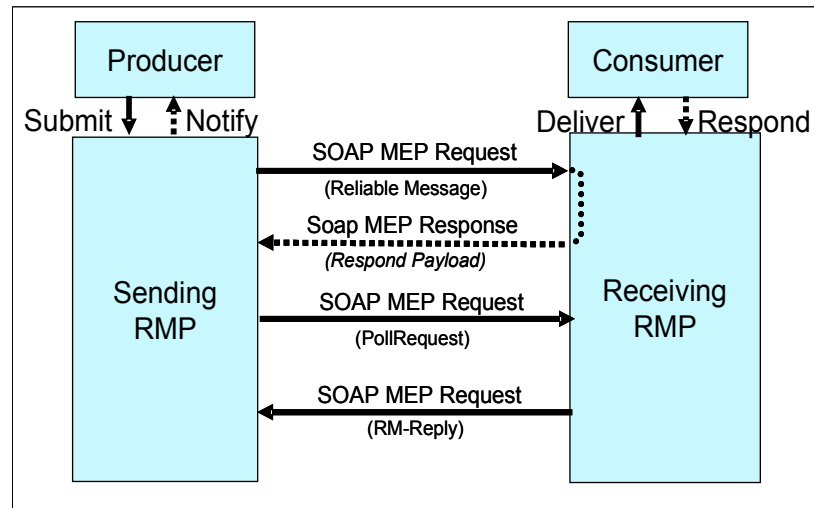 Producer
Consumer
Submit
Notify
Deliver
Respond
SOAP MEP Request
(Reliable Message)
Soap MEP Response
(Respond Payload)
Sending
RMP
SOAP MEP Request
(PollRequest)
Receiving
RMP
SOAP MEP Request
(RM-Reply)